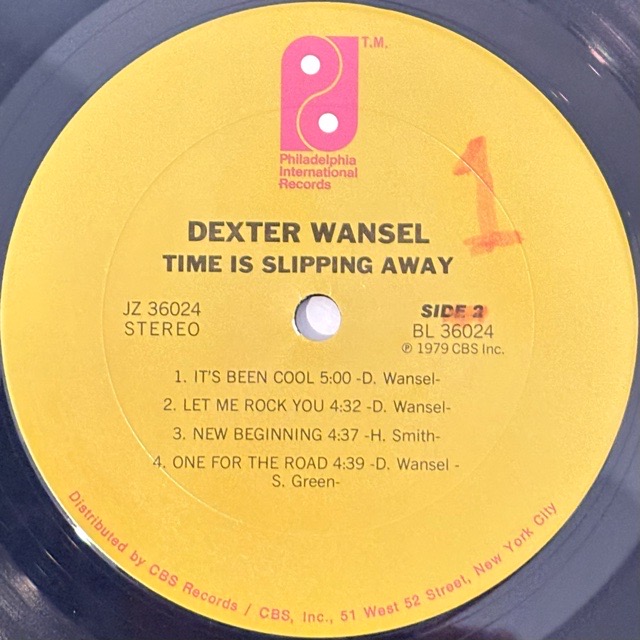 T.M.
Philadelphia
International
Records
1
DEXTER WANSEL
TIME IS SLIPPING AWAY
JZ 36024
STEREO
SIDE 2
BL 36024
℗ 1979 CBS Inc.
1. IT'S BEEN COOL 5:00 -D. Wansel-
2. LET ME ROCK YOU 4:32 -D. Wansel-
3. NEW BEGINNING 4:37 -H. Smith-
4. ONE FOR THE ROAD 4:39 -D. Wansel -
S. Green-
Distributed by CBS Records / CBS, Inc., 51 West 52 Street, New York City